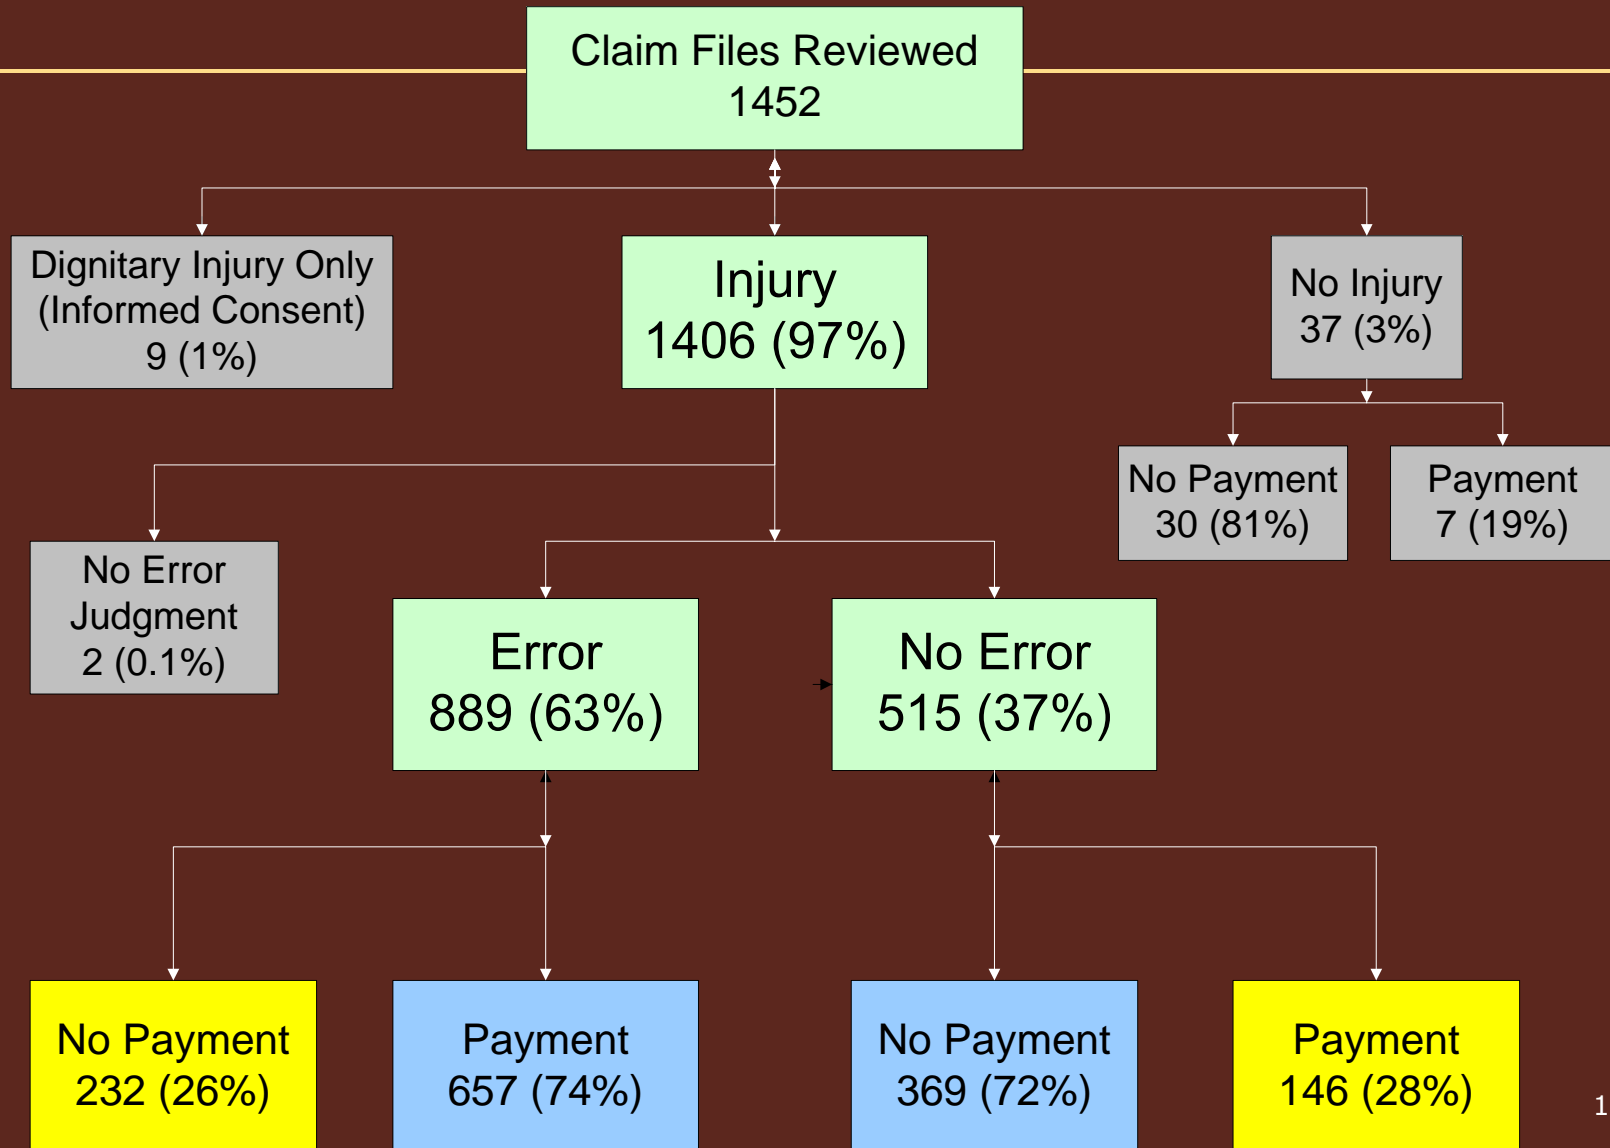 Claim Files Reviewed
1452
Dignitary Injury Only
(Informed Consent)
9 (1%)
Injury
1406 (97%)
No Injury
37 (3%)
No Payment
30 (81%)
Payment
7 (19%)
No Error
Judgment
2 (0.1%)
Error
889 (63%)
No Error
515 (37%)
No Payment
232 (26%)
Payment
657 (74%)
No Payment
369 (72%)
Payment
146 (28%)
1